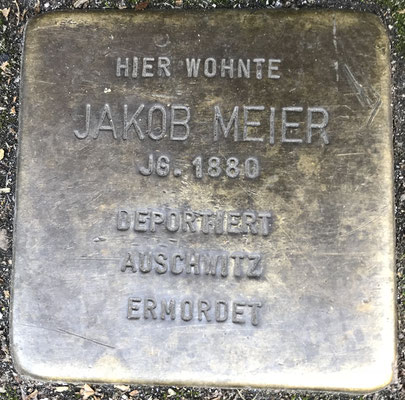 HIER WOHNTE
JAKOB MEIER
JG. 1880
DEPORTIERT
AUSCHWITZ
ERMORDET